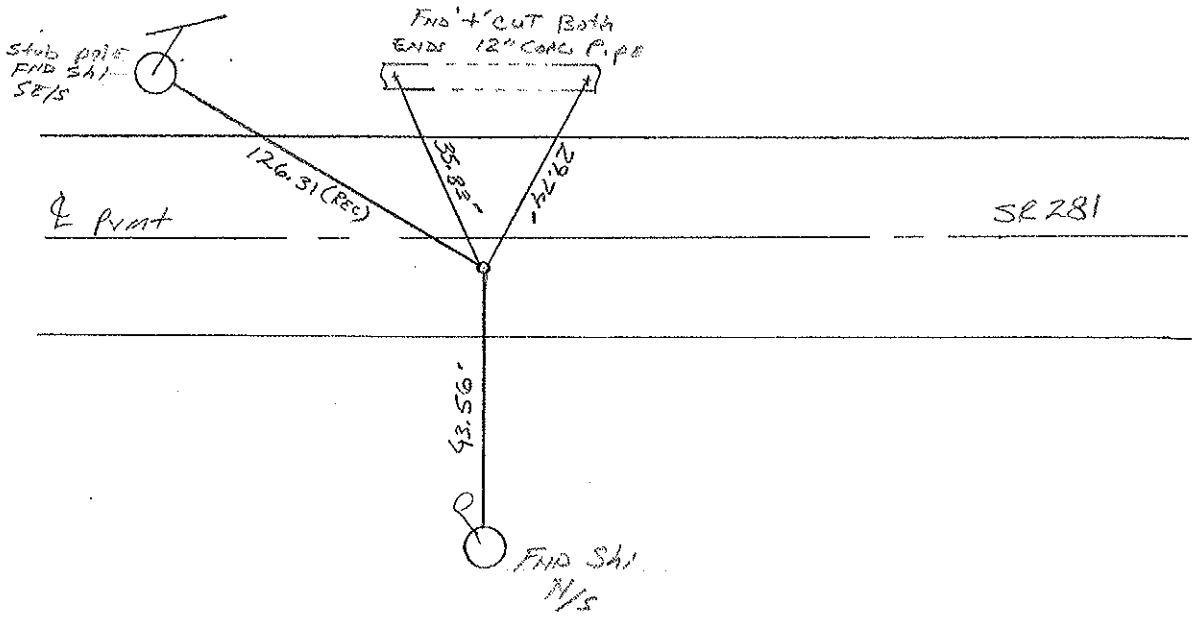 FND '+' CUT Both
ENDS 12" CONC PIPE
Stub pole
FND Shi
SE/S
126.31 (REC)
35.83'
29.74'
℄ Pvmt
SR 281
43.56'
FND Shi
N/S